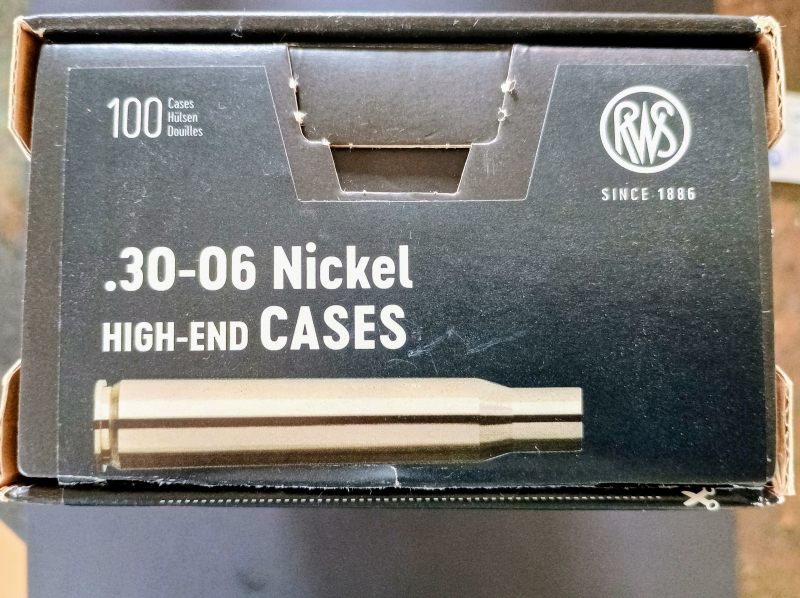 100 Cases
Hülsen
Douilles
RWS
SINCE 1886
.30-06 Nickel
HIGH-END CASES